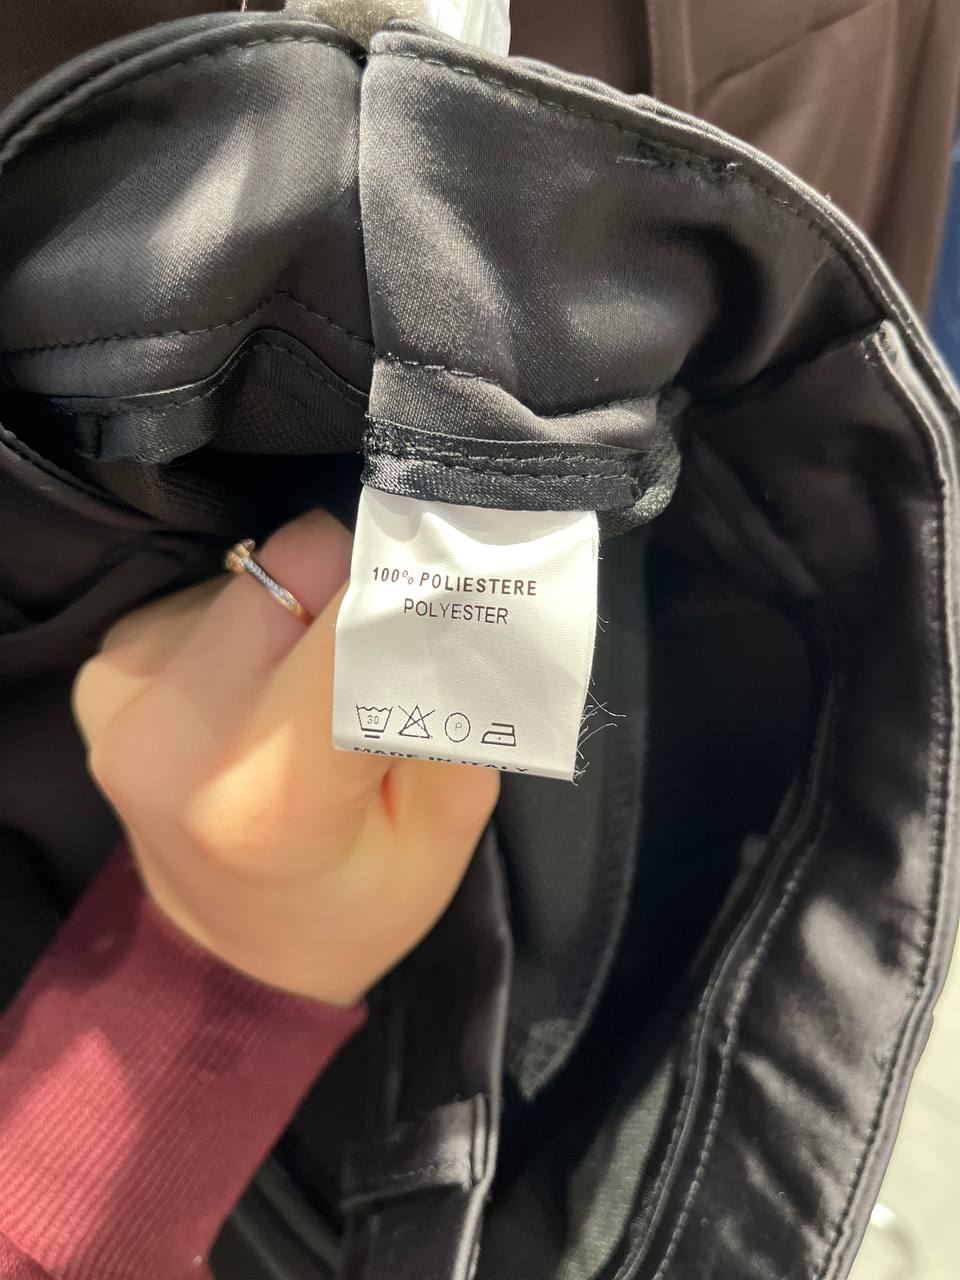 100% POLIESTERE
POLYESTER
30 P
MADE IN ITALY